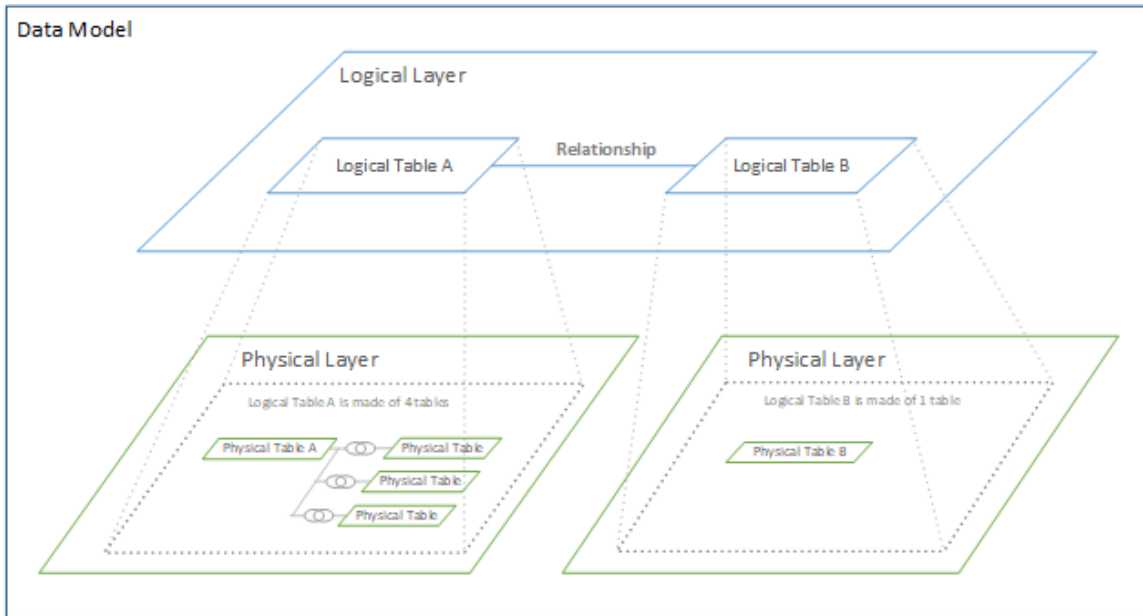 Data Model
Logical Layer
Logical Table A
Relationship
Logical Table B
Physical Layer
Logical Table A is made of 4 tables
Physical Table A
Physical Table
Physical Table
Physical Table
Physical Layer
Logical Table B is made of 1 table
Physical Table B